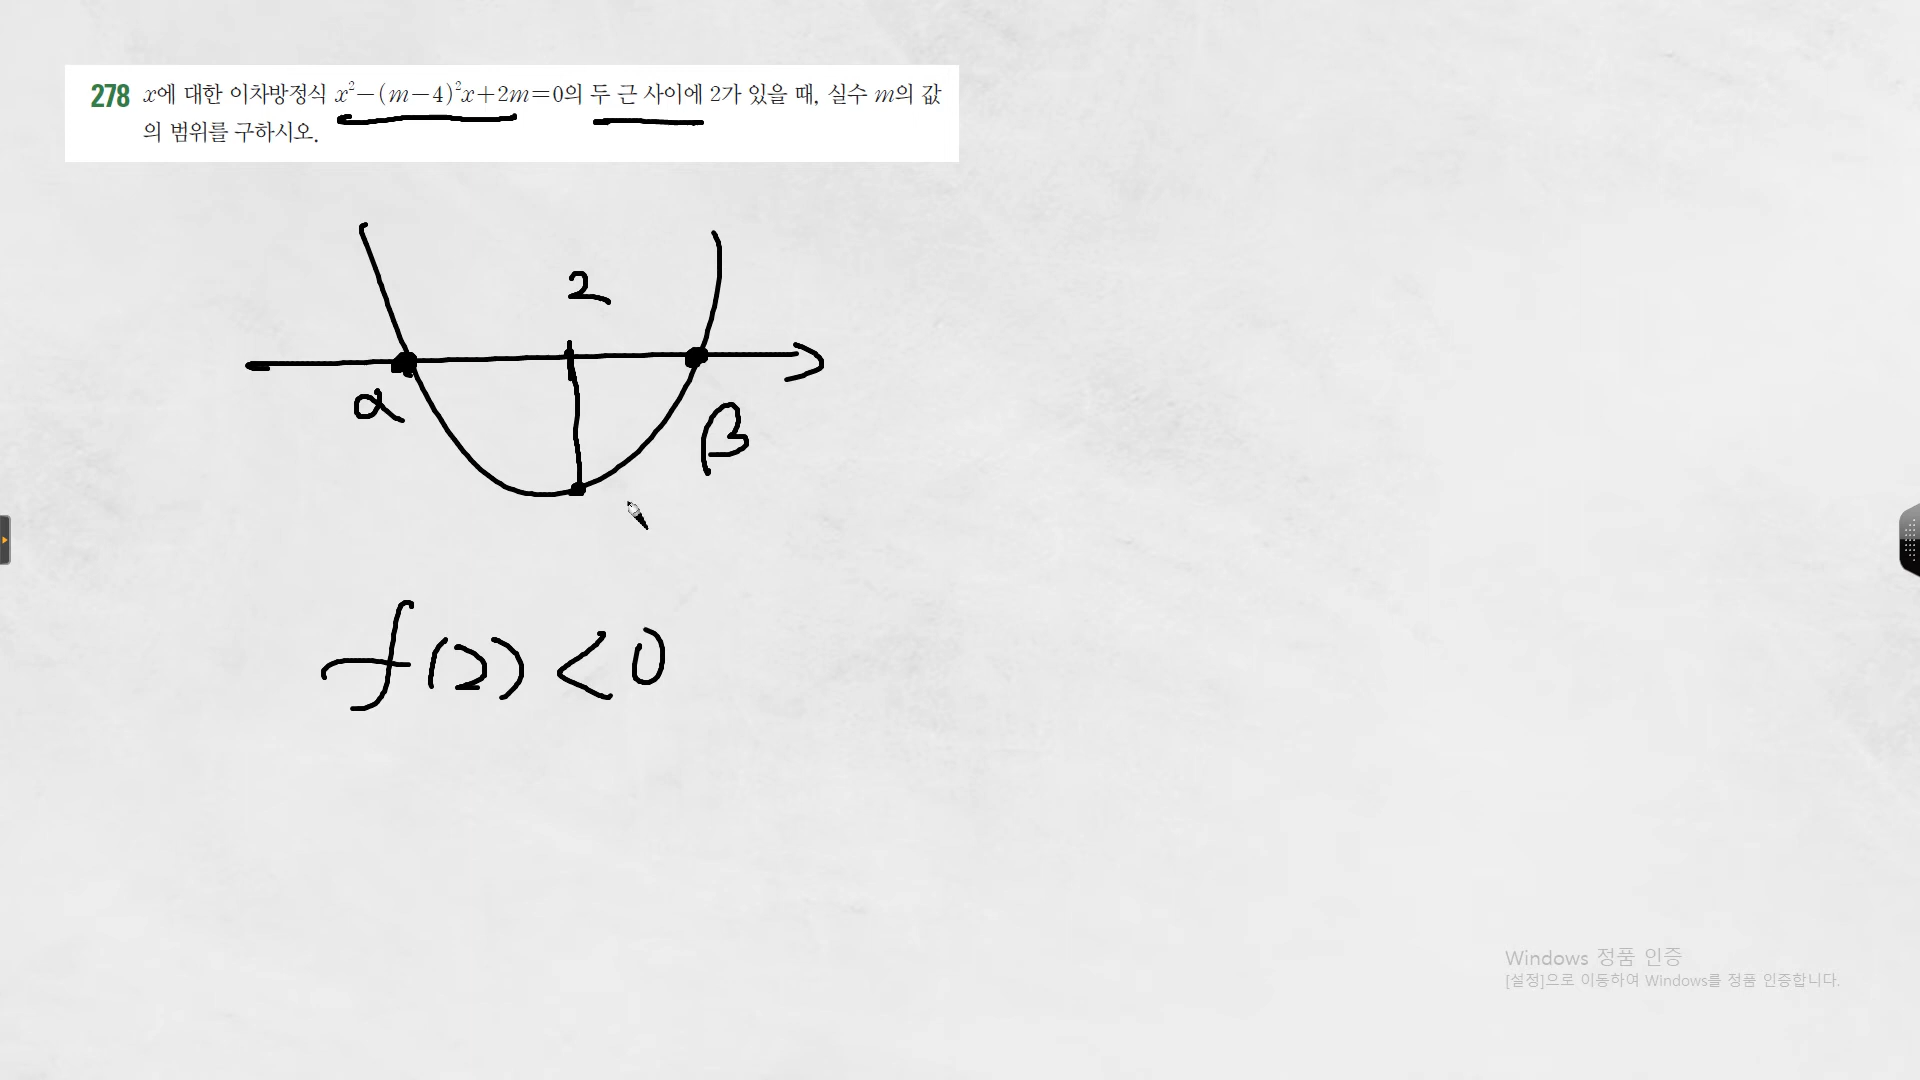 278 x에 대한 이차방정식 x²-(m-4)²x+2m=0의 두 근 사이에 2가 있을 때, 실수 m의 값
의 범위를 구하시오.
2
α
β
f(2)<0
Windows 정품 인증
[설정]으로 이동하여 Windows를 정품 인증합니다.